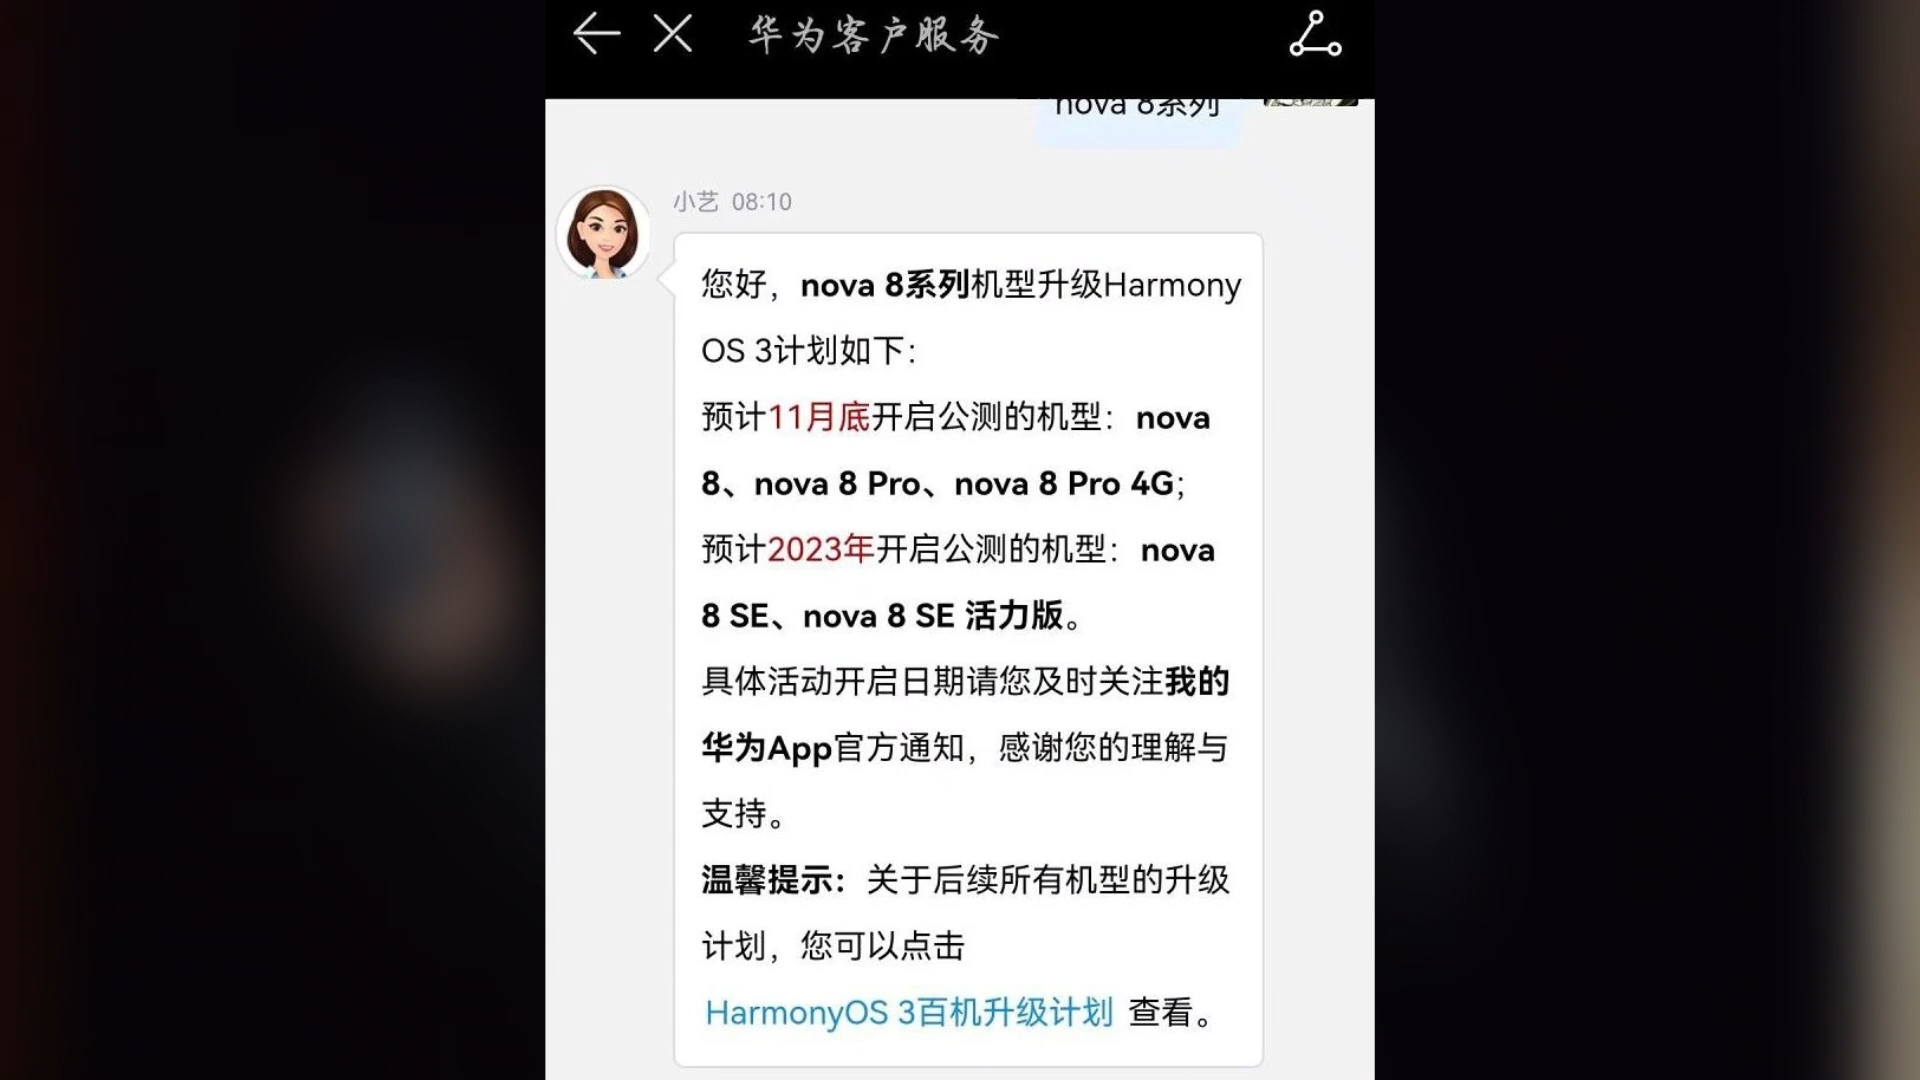 华为客户服务
nova 8系列
小艺 08:10
您好，nova 8系列机型升级Harmony
OS 3计划如下：
预计11月底开启公测的机型：nova
8、nova 8 Pro、nova 8 Pro 4G；
预计2023年开启公测的机型：nova
8 SE、nova 8 SE 活力版。
具体活动开启日期请您及时关注我的
华为App官方通知，感谢您的理解与
支持。
温馨提示：关于后续所有机型的升级
计划，您可以点击
HarmonyOS 3百机升级计划 查看。